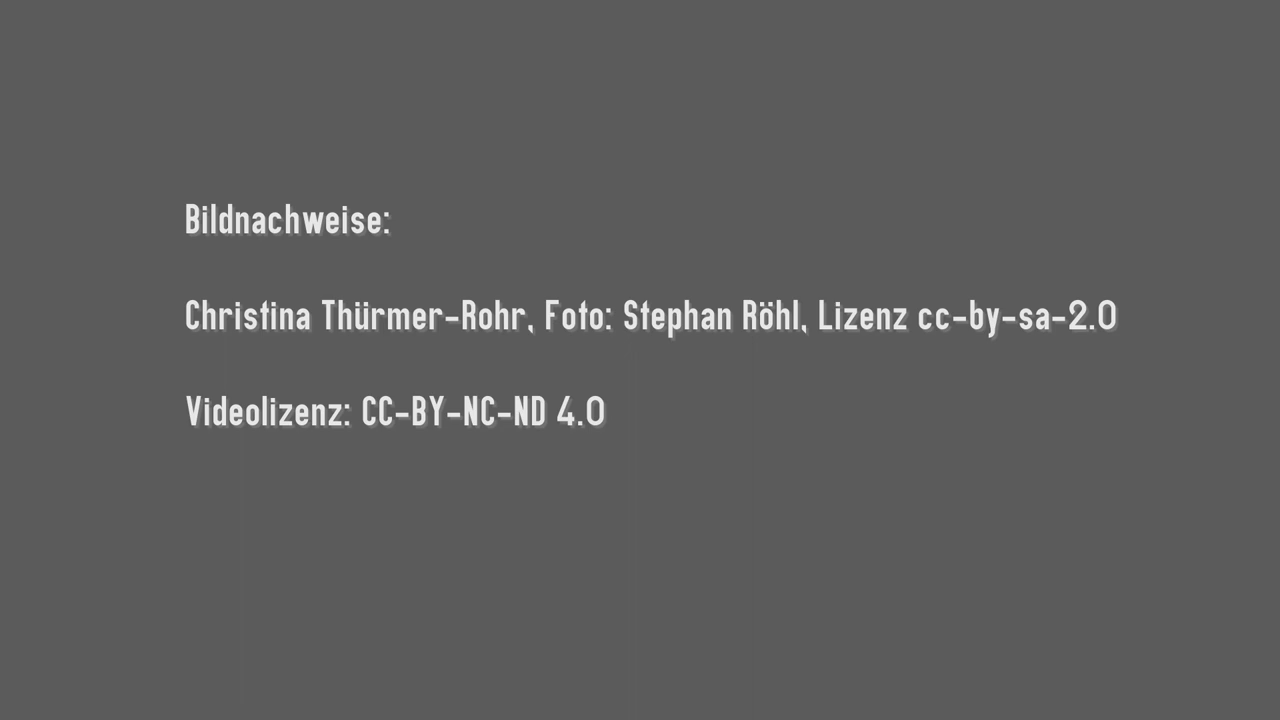 Bildnachweise:
Christina Thürmer-Rohr, Foto: Stephan Röhl, Lizenz cc-by-sa-2.0
Videolizenz: CC-BY-NC-ND 4.0